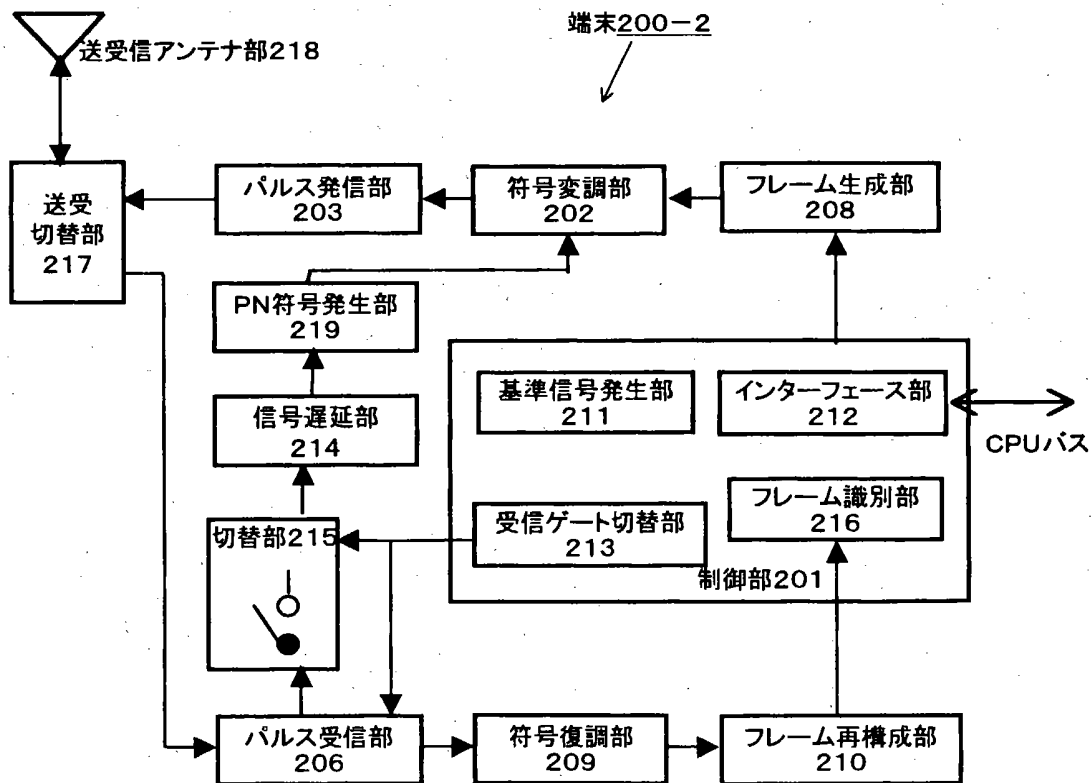 端末200-2
送受信アンテナ部218
送受
切替部
217
パルス発信部
203
符号変調部
202
フレーム生成部
208
PN符号発生部
219
基準信号発生部
211
インターフェース部
212
CPUバス
信号遅延部
214
フレーム識別部
216
切替部215
受信ゲート切替部
213
制御部201
パルス受信部
206
符号復調部
209
フレーム再構成部
210